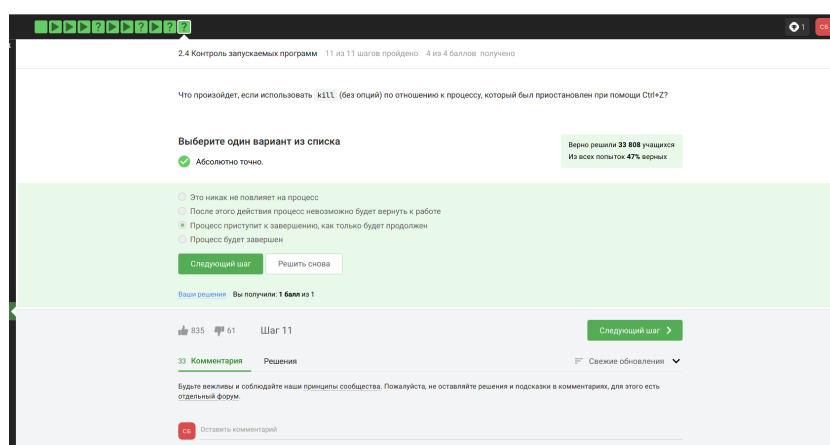 ? ? ? ?
1
СБ
2.4 Контроль запускаемых программ 11 из 11 шагов пройдено 4 из 4 баллов получено
Что произойдет, если использовать kill (без опций) по отношению к процессу, который был приостановлен при помощи Ctrl+Z?
Выберите один вариант из списка
Верно решили 33 808 учащихся
Из всех попыток 47% верных
Абсолютно точно.
Это никак не повлияет на процесс
После этого действия процесс невозможно будет вернуть к работе
Процесс приступит к завершению, как только будет продолжен
Процесс будет завершен
Следующий шаг Решить снова
Ваши решения Вы получили: 1 балл из 1
835 61 Шаг 11 Следующий шаг
33 Комментария Решения Свежие обновления
Будьте вежливы и соблюдайте наши принципы сообщества. Пожалуйста, не оставляйте решения и подсказки в комментариях, для этого есть
отдельный форум.
СБ Оставить комментарий